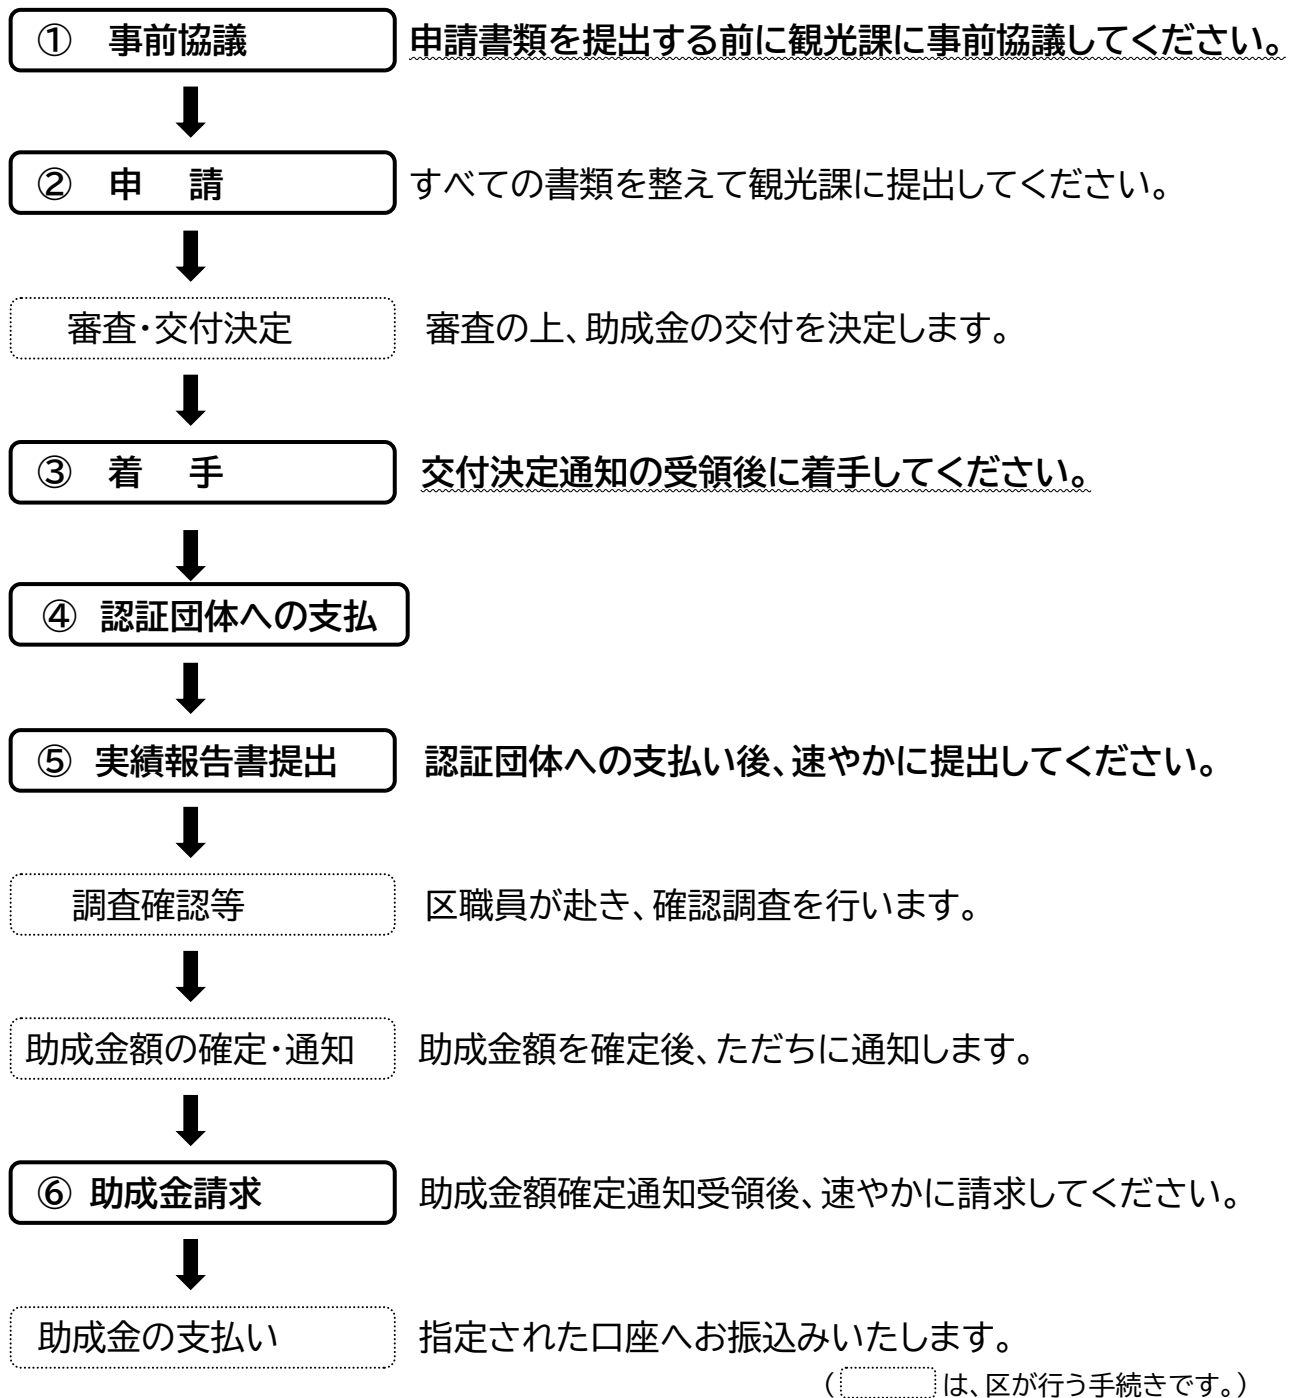 ① 事前協議 申請書類を提出する前に観光課に事前協議してください。
② 申 請 すべての書類を整えて観光課に提出してください。
審査・交付決定 審査の上、助成金の交付を決定します。
③ 着 手 交付決定通知の受領後に着手してください。
④ 認証団体への支払
⑤ 実績報告書提出 認証団体への支払い後、速やかに提出してください。
調査確認等 区職員が赴き、確認調査を行います。
助成金額の確定・通知 助成金額を確定後、ただちに通知します。
⑥ 助成金請求 助成金額確定通知受領後、速やかに請求してください。
助成金の支払い 指定された口座へお振込みいたします。
( は、区が行う手続きです。)